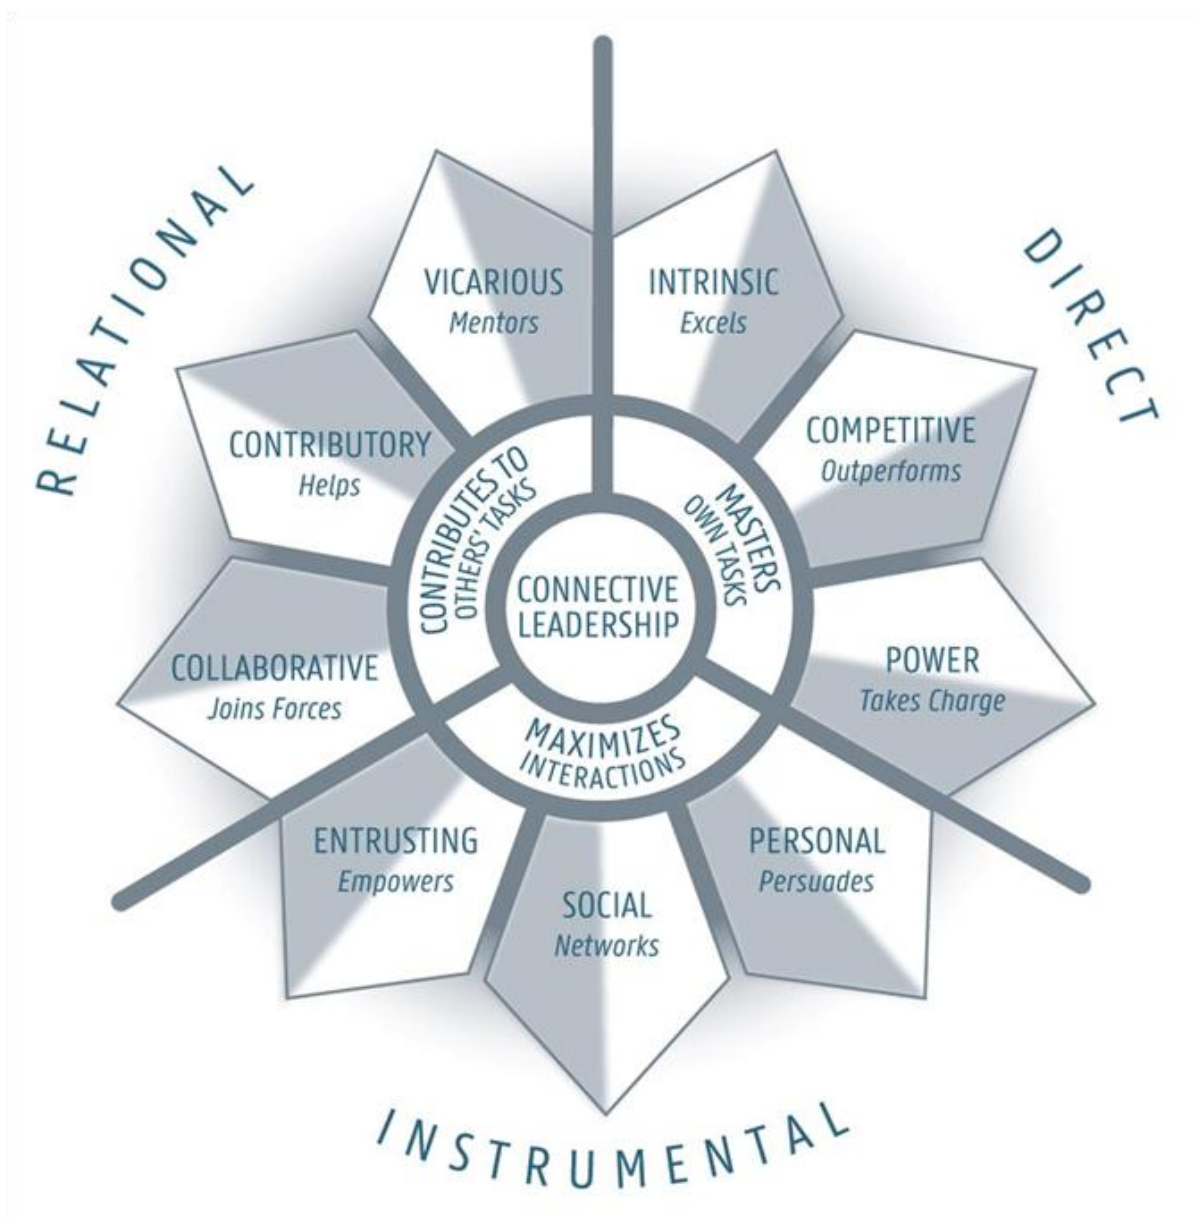 RELATIONAL
DIRECT
INSTRUMENTAL
VICARIOUS
Mentors
INTRINSIC
Excels
CONTRIBUTORY
Helps
COMPETITIVE
Outperforms
COLLABORATIVE
Joins Forces
POWER
Takes Charge
ENTRUSTING
Empowers
SOCIAL
Networks
PERSONAL
Persuades
CONTRIBUTES TO
OTHERS' TASKS
MASTERS
OWN TASKS
MAXIMIZES
INTERACTIONS
CONNECTIVE
LEADERSHIP